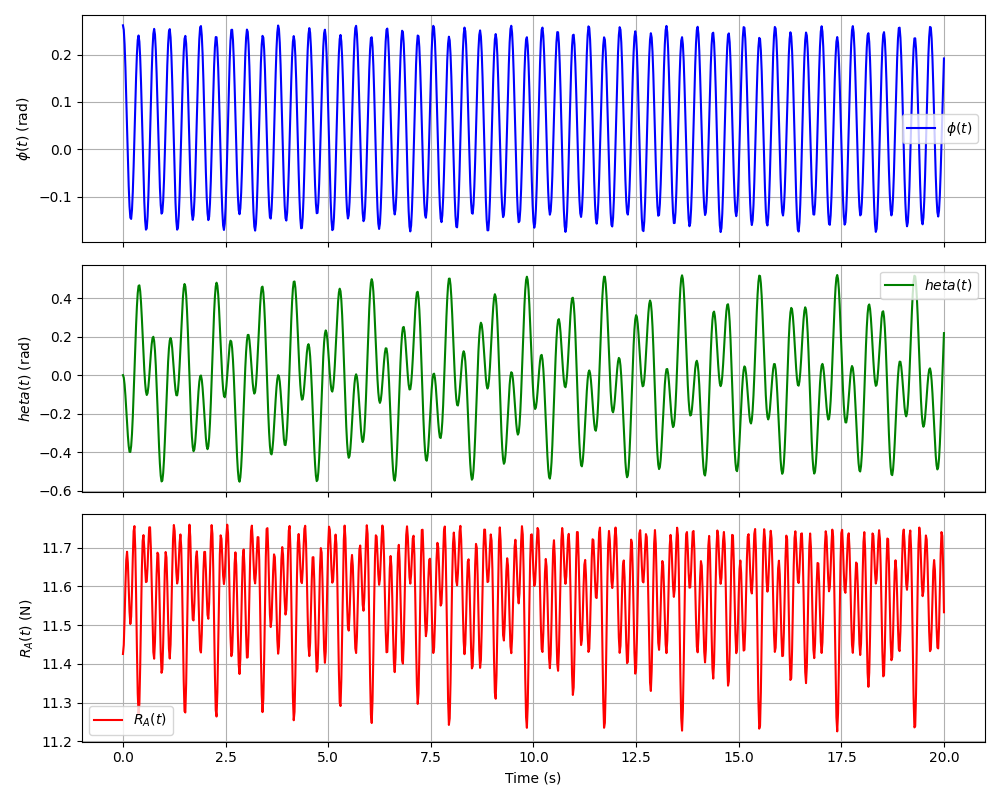 0.2
0.1
0.0
−0.1
ϕ(t) (rad)
ϕ(t)
0.4
0.2
0.0
−0.2
−0.4
−0.6
heta(t) (rad)
heta(t)
11.7
11.6
11.5
11.4
11.3
11.2
R_A(t) (N)
R_A(t)
0.0 2.5 5.0 7.5 10.0 12.5 15.0 17.5 20.0
Time (s)